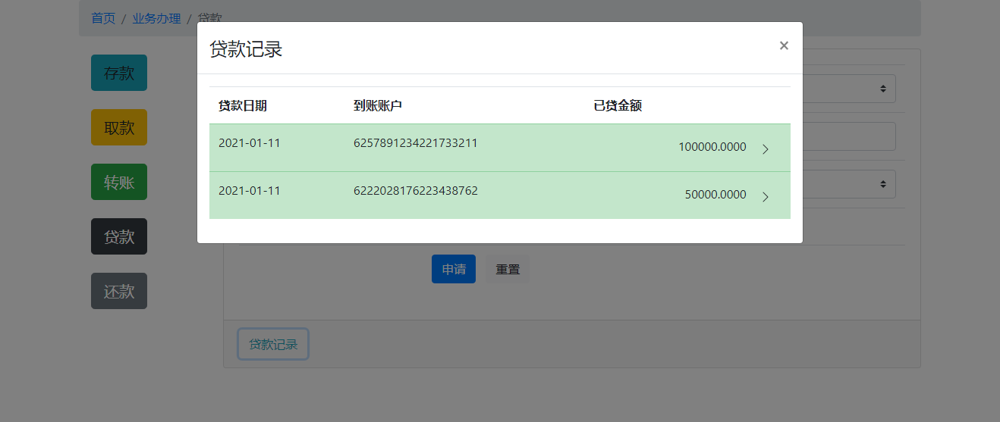 首页 / 业务办理 / 贷款
贷款记录 ×
贷款日期 到账账户 已贷金额
2021-01-11 6257891234221733211 100000.0000
2021-01-11 6222028176223438762 50000.0000
存款
取款
转账
贷款
还款
申请 重置
贷款记录